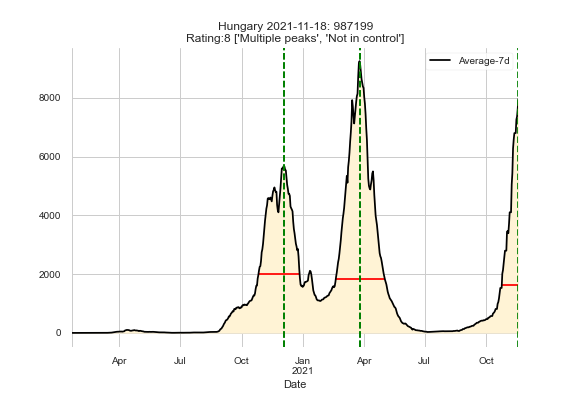 Hungary 2021-11-18: 987199
Rating:8 ['Multiple peaks', 'Not in control']
Average-7d
8000
6000
4000
2000
0
Apr
Jul
Oct
Jan
2021
Apr
Jul
Oct
Date